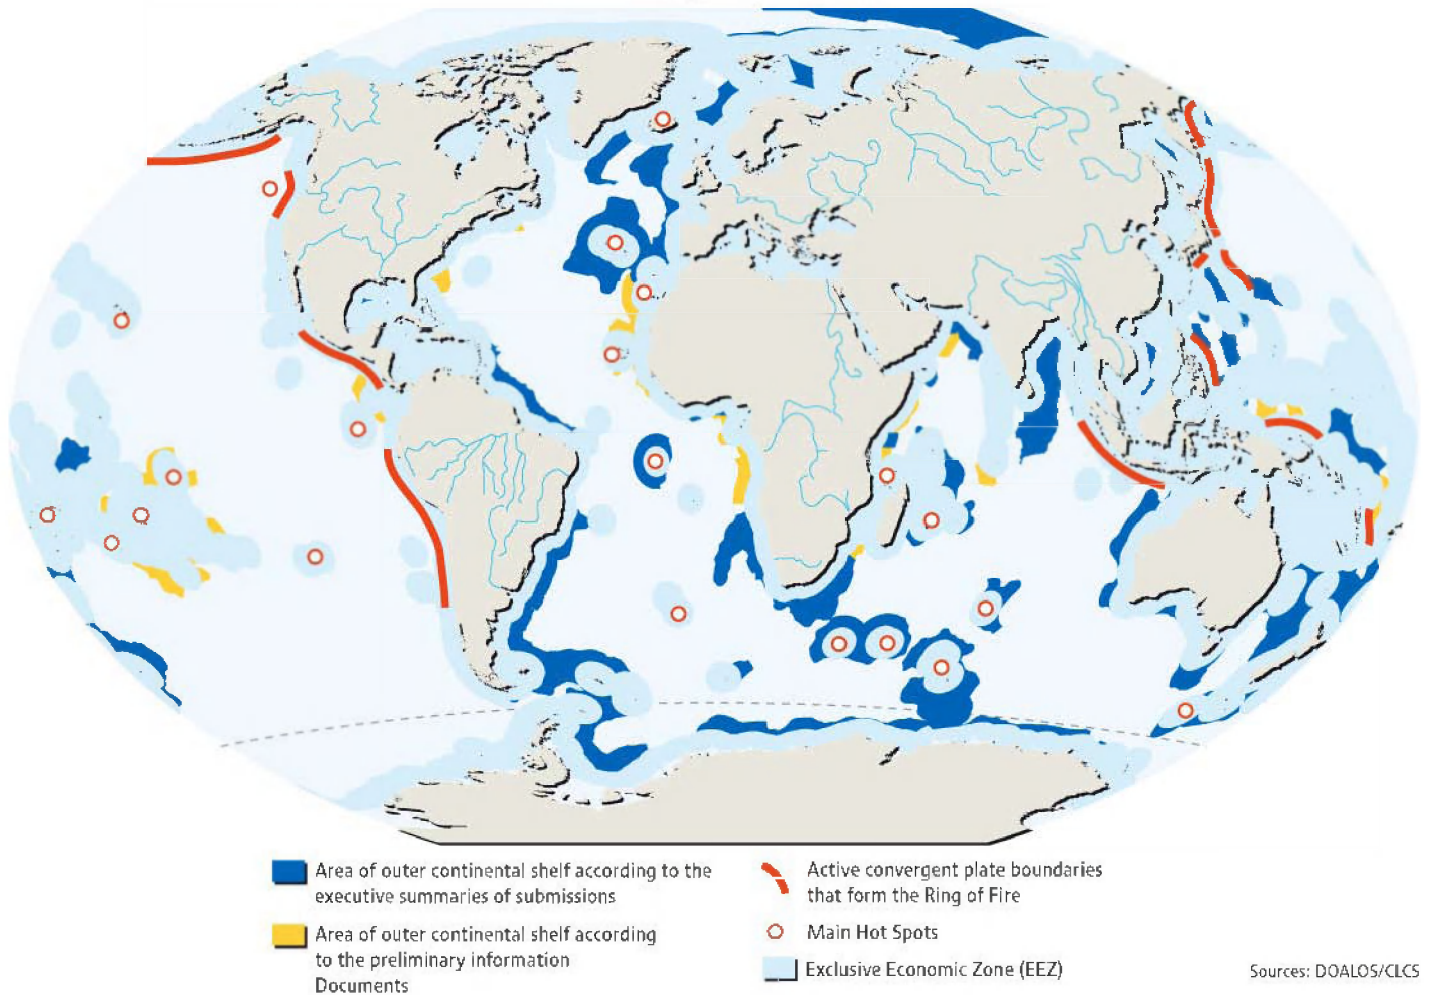 Area of outer continental shelf according to the
executive summaries of submissions
Area of outer continental shelf according
to the preliminary information
Documents
Active convergent plate boundaries
that form the Ring of Fire
Main Hot Spots
Exclusive Economic Zone (EEZ)
Sources: DOALOS/CLCS